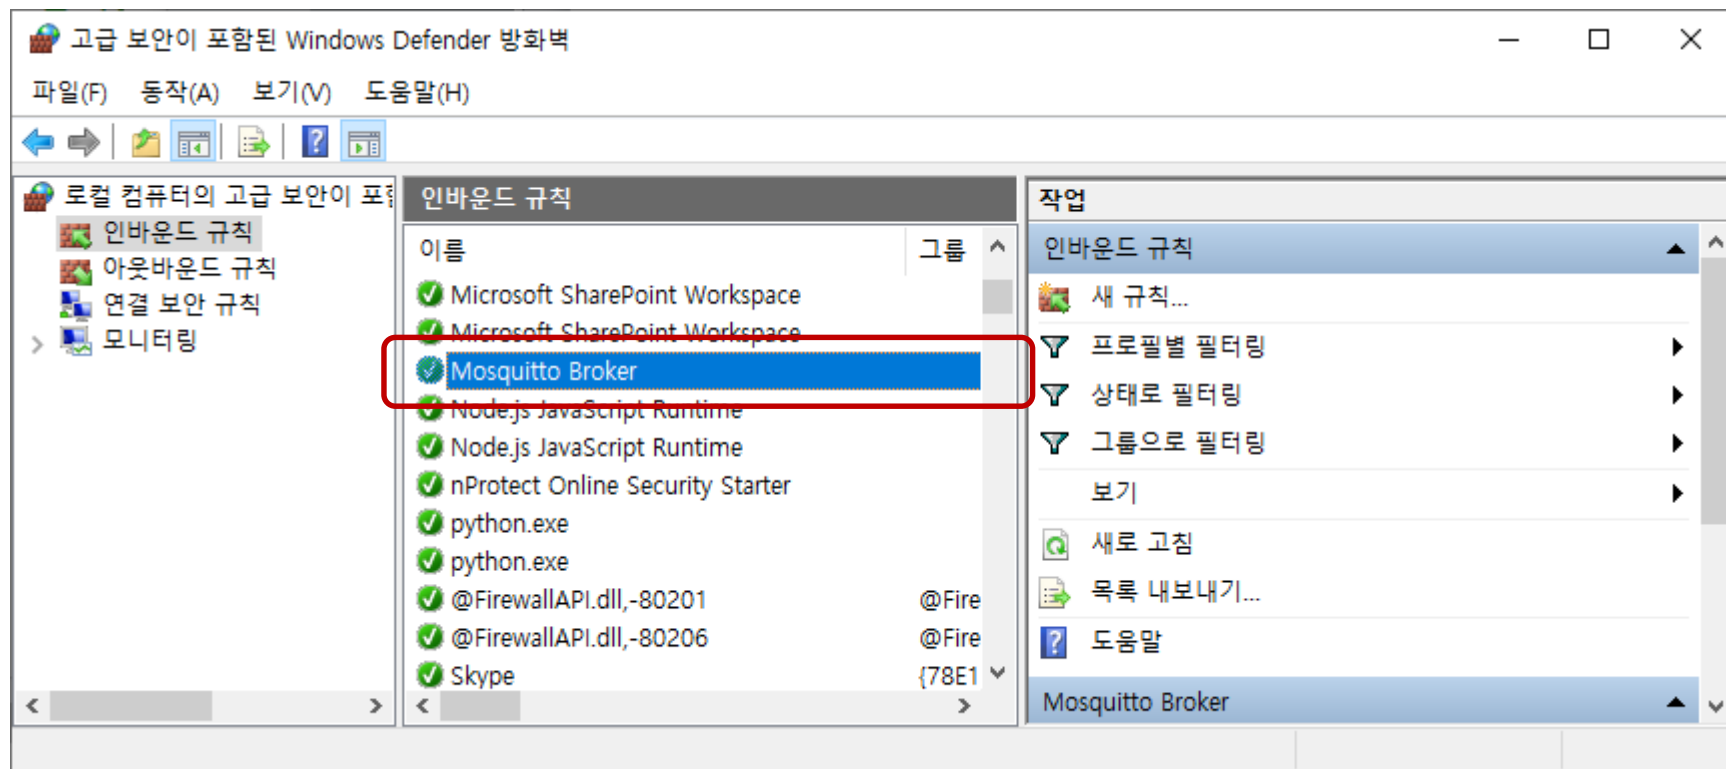 고급 보안이 포함된 Windows Defender 방화벽
파일(F) 동작(A) 보기(V) 도움말(H)
로컬 컴퓨터의 고급 보안이
인바운드 규칙
아웃바운드 규칙
연결 보안 규칙
모니터링
인바운드 규칙
이름 그룹
Microsoft SharePoint Workspace
Microsoft SharePoint Workspace
Mosquitto Broker
Node.js JavaScript Runtime
Node.js JavaScript Runtime
nProtect Online Security Starter
python.exe
python.exe
@FirewallAPI.dll,-80201 @Fire
@FirewallAPI.dll,-80206 @Fire
Skype {78E1
작업
인바운드 규칙
새 규칙...
프로필별 필터링
상태로 필터링
그룹으로 필터링
보기
새로 고침
목록 내보내기...
도움말
Mosquitto Broker